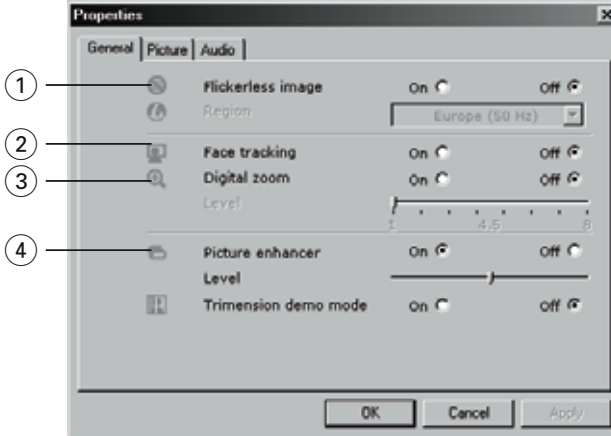 Properties
General Picture Audio
1 Flickerless image On Off
Region Europe (50 Hz)
2 Face tracking On Off
3 Digital zoom On Off
Level
1 4.5 8
4 Picture enhancer On Off
Level
Trimension demo mode On Off
OK Cancel Apply